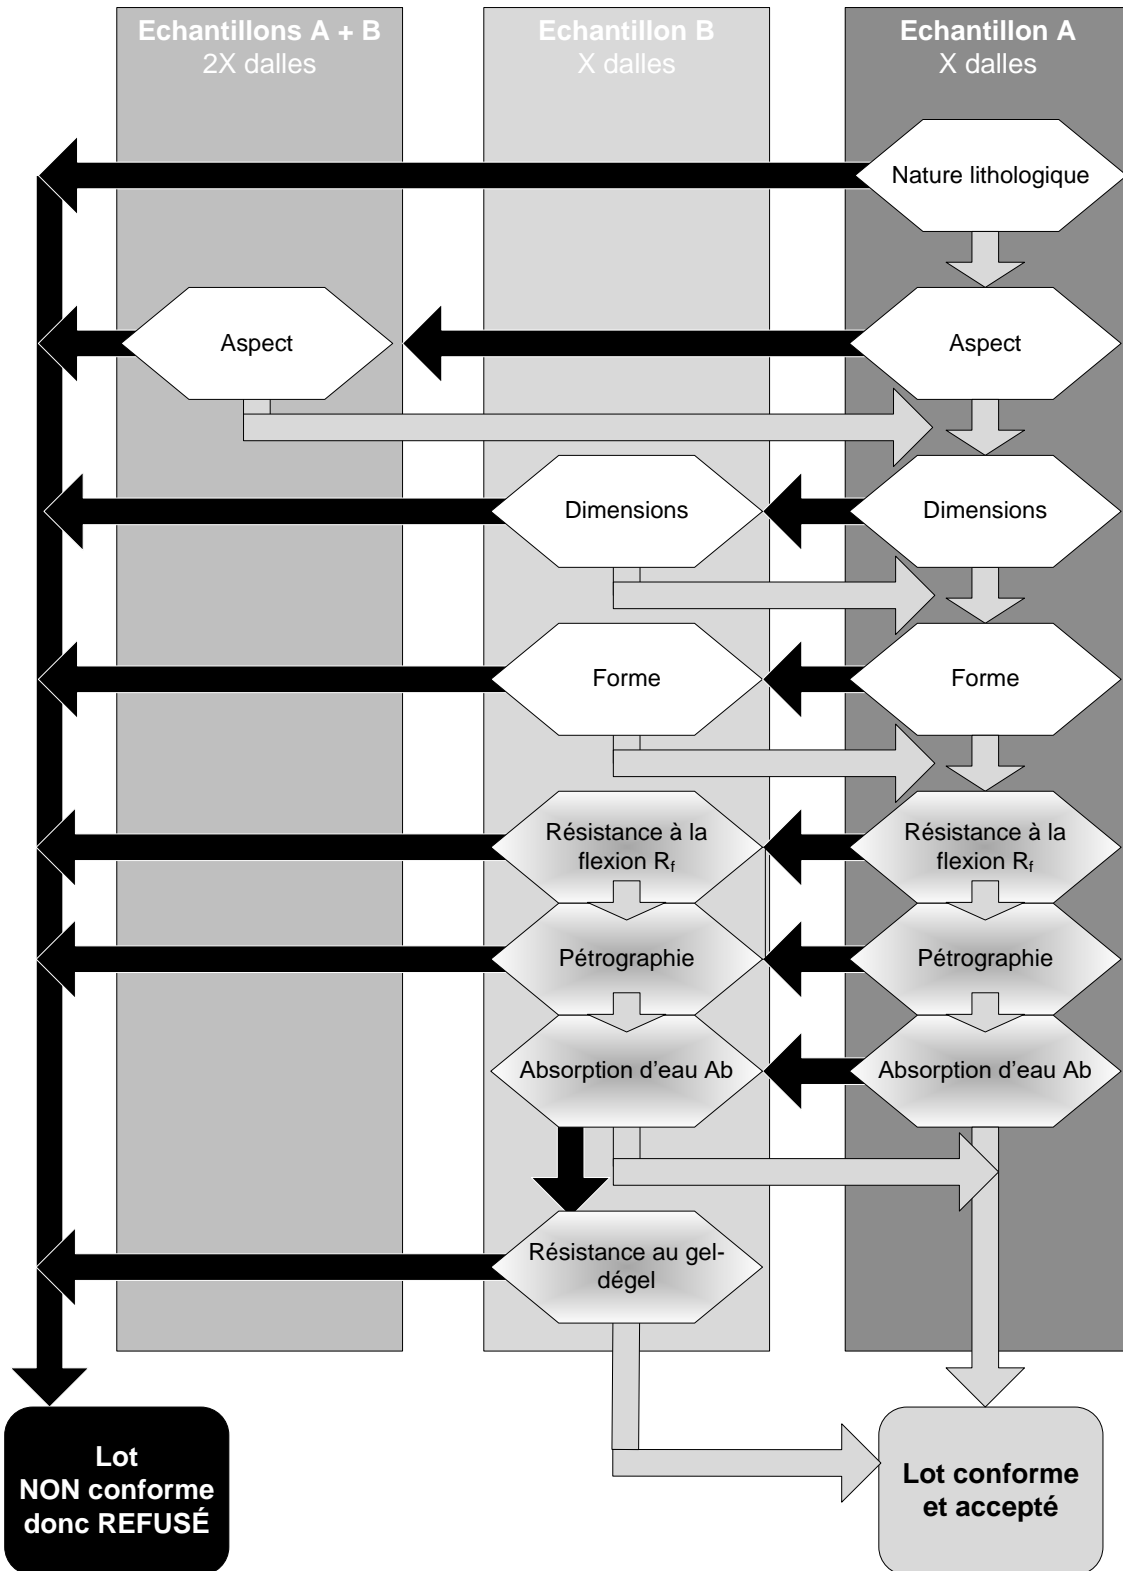 Echantillons A + B
2X dalles
Echantillon B
X dalles
Echantillon A
X dalles
Nature lithologique
Aspect
Aspect
Dimensions
Dimensions
Forme
Forme
Résistance à la
flexion Rf
Résistance à la
flexion Rf
Pétrographie
Pétrographie
Absorption d'eau Ab
Absorption d'eau Ab
Résistance au gel-
dégel
Lot
NON conforme
donc REFUSÉ
Lot conforme
et accepté